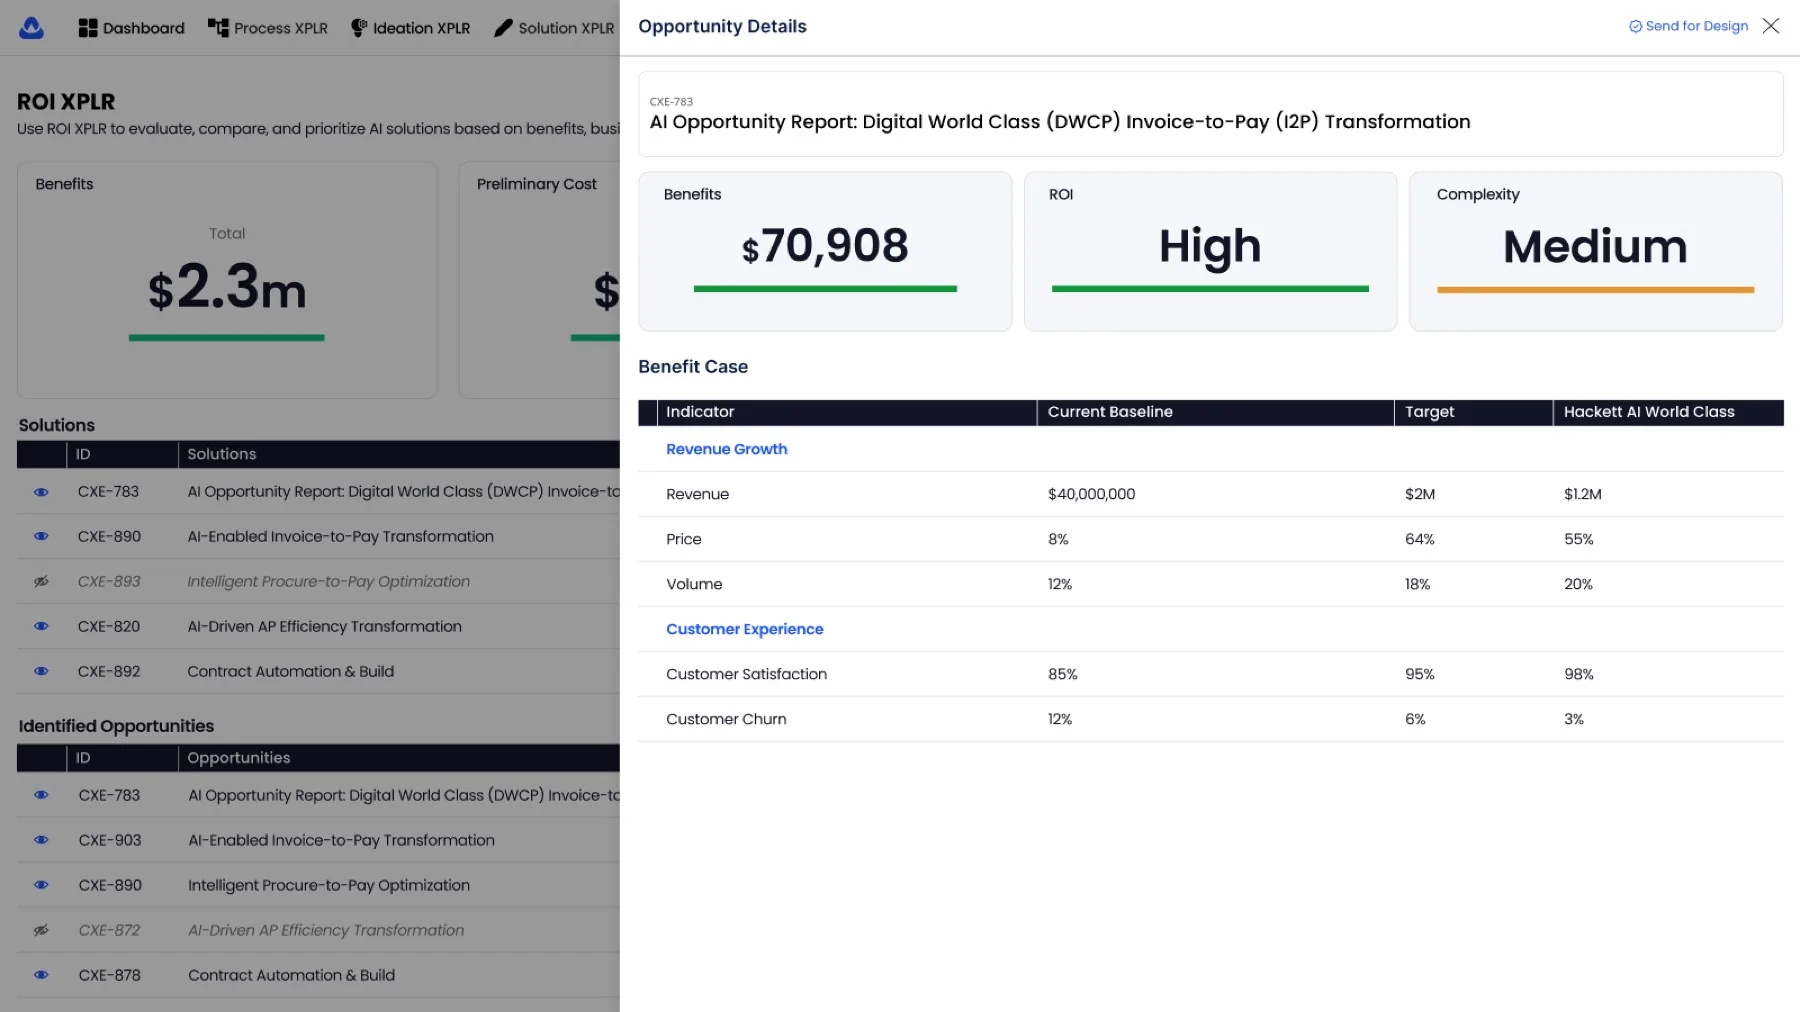 Dashboard
Process XPLR
Ideation XPLR
Solution XPLR
ROI XPLR
Use ROI XPLR to evaluate, compare, and prioritize AI solutions based on benefits, busi
Benefits
Total
$2.3m
Preliminary Cost
$
Solutions
ID Solutions
CXE-783 AI Opportunity Report: Digital World Class (DWCP) Invoice-to
CXE-890 AI-Enabled Invoice-to-Pay Transformation
CXE-893 Intelligent Procure-to-Pay Optimization
CXE-820 AI-Driven AP Efficiency Transformation
CXE-892 Contract Automation & Build
Identified Opportunities
ID Opportunities
CXE-783 AI Opportunity Report: Digital World Class (DWCP) Invoice-to
CXE-903 AI-Enabled Invoice-to-Pay Transformation
CXE-890 Intelligent Procure-to-Pay Optimization
CXE-872 AI-Driven AP Efficiency Transformation
CXE-878 Contract Automation & Build
Opportunity Details
Send for Design
CXE-783
AI Opportunity Report: Digital World Class (DWCP) Invoice-to-Pay (I2P) Transformation
Benefits
$70,908
ROI
High
Complexity
Medium
Benefit Case
Indicator Current Baseline Target Hackett AI World Class
Revenue Growth
Revenue $40,000,000 $2M $1.2M
Price 8% 64% 55%
Volume 12% 18% 20%
Customer Experience
Customer Satisfaction 85% 95% 98%
Customer Churn 12% 6% 3%